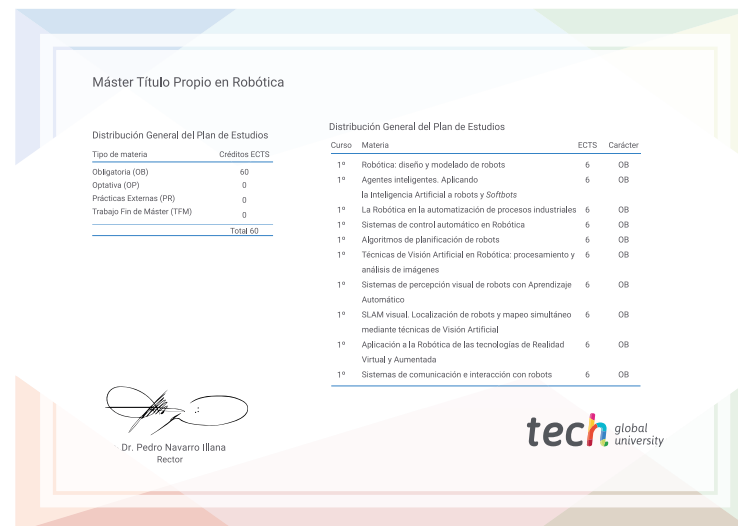 Máster Título Propio en Robótica
Distribución General del Plan de Estudios
Tipo de materia Créditos ECTS
Obligatoria (OB) 60
Optativa (OP) 0
Prácticas Externas (PR) 0
Trabajo Fin de Máster (TFM) 0
Total 60
Distribución General del Plan de Estudios
Curso Materia ECTS Carácter
1º Robótica: diseño y modelado de robots 6 OB
1º Agentes inteligentes. Aplicando 6 OB
la Inteligencia Artificial a robots y Softbots
1º La Robótica en la automatización de procesos industriales 6 OB
1º Sistemas de control automático en Robótica 6 OB
1º Algoritmos de planificación de robots 6 OB
1º Técnicas de Visión Artificial en Robótica: procesamiento y 6 OB
análisis de imágenes
1º Sistemas de percepción visual de robots con Aprendizaje 6 OB
Automático
1º SLAM visual. Localización de robots y mapeo simultáneo 6 OB
mediante técnicas de Visión Artificial
1º Aplicación a la Robótica de las tecnologías de Realidad 6 OB
Virtual y Aumentada
1º Sistemas de comunicación e interacción con robots 6 OB
Dr. Pedro Navarro Illana
Rector
tech global
university